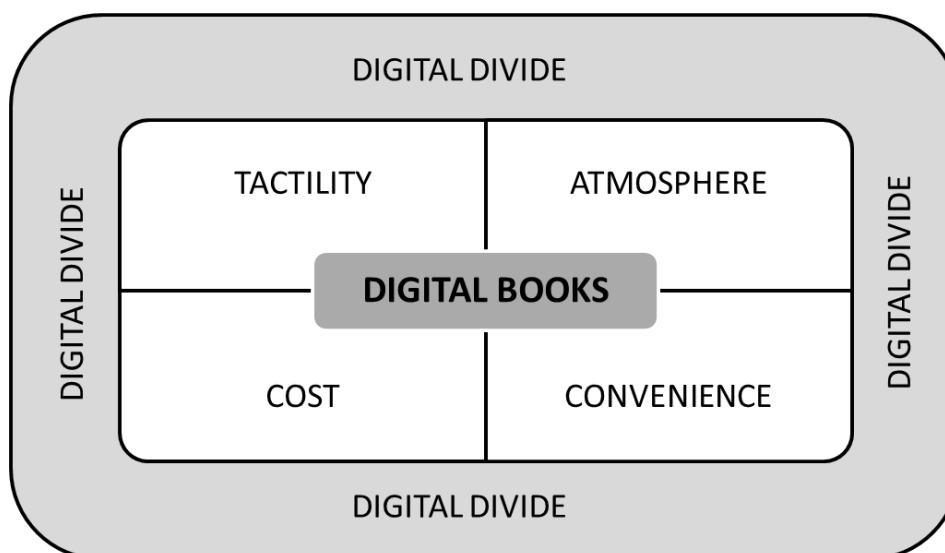 DIGITAL DIVIDE
TACTILITY
ATMOSPHERE
DIGITAL DIVIDE
DIGITAL BOOKS
DIGITAL DIVIDE
COST
CONVENIENCE
DIGITAL DIVIDE